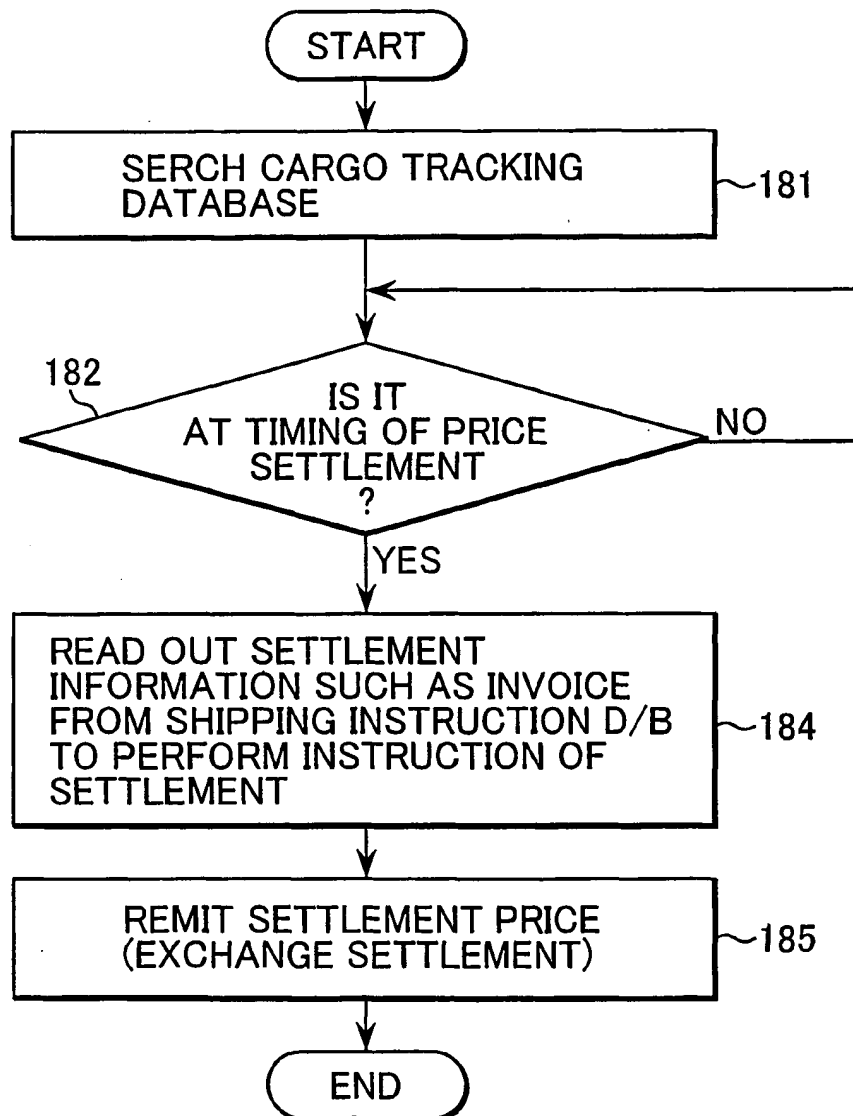 START
SERCH CARGO TRACKING
DATABASE
181
182
IS IT
AT TIMING OF PRICE
SETTLEMENT
?
NO
YES
READ OUT SETTLEMENT
INFORMATION SUCH AS INVOICE
FROM SHIPPING INSTRUCTION D/B
TO PERFORM INSTRUCTION OF
SETTLEMENT
184
REMIT SETTLEMENT PRICE
(EXCHANGE SETTLEMENT)
185
END